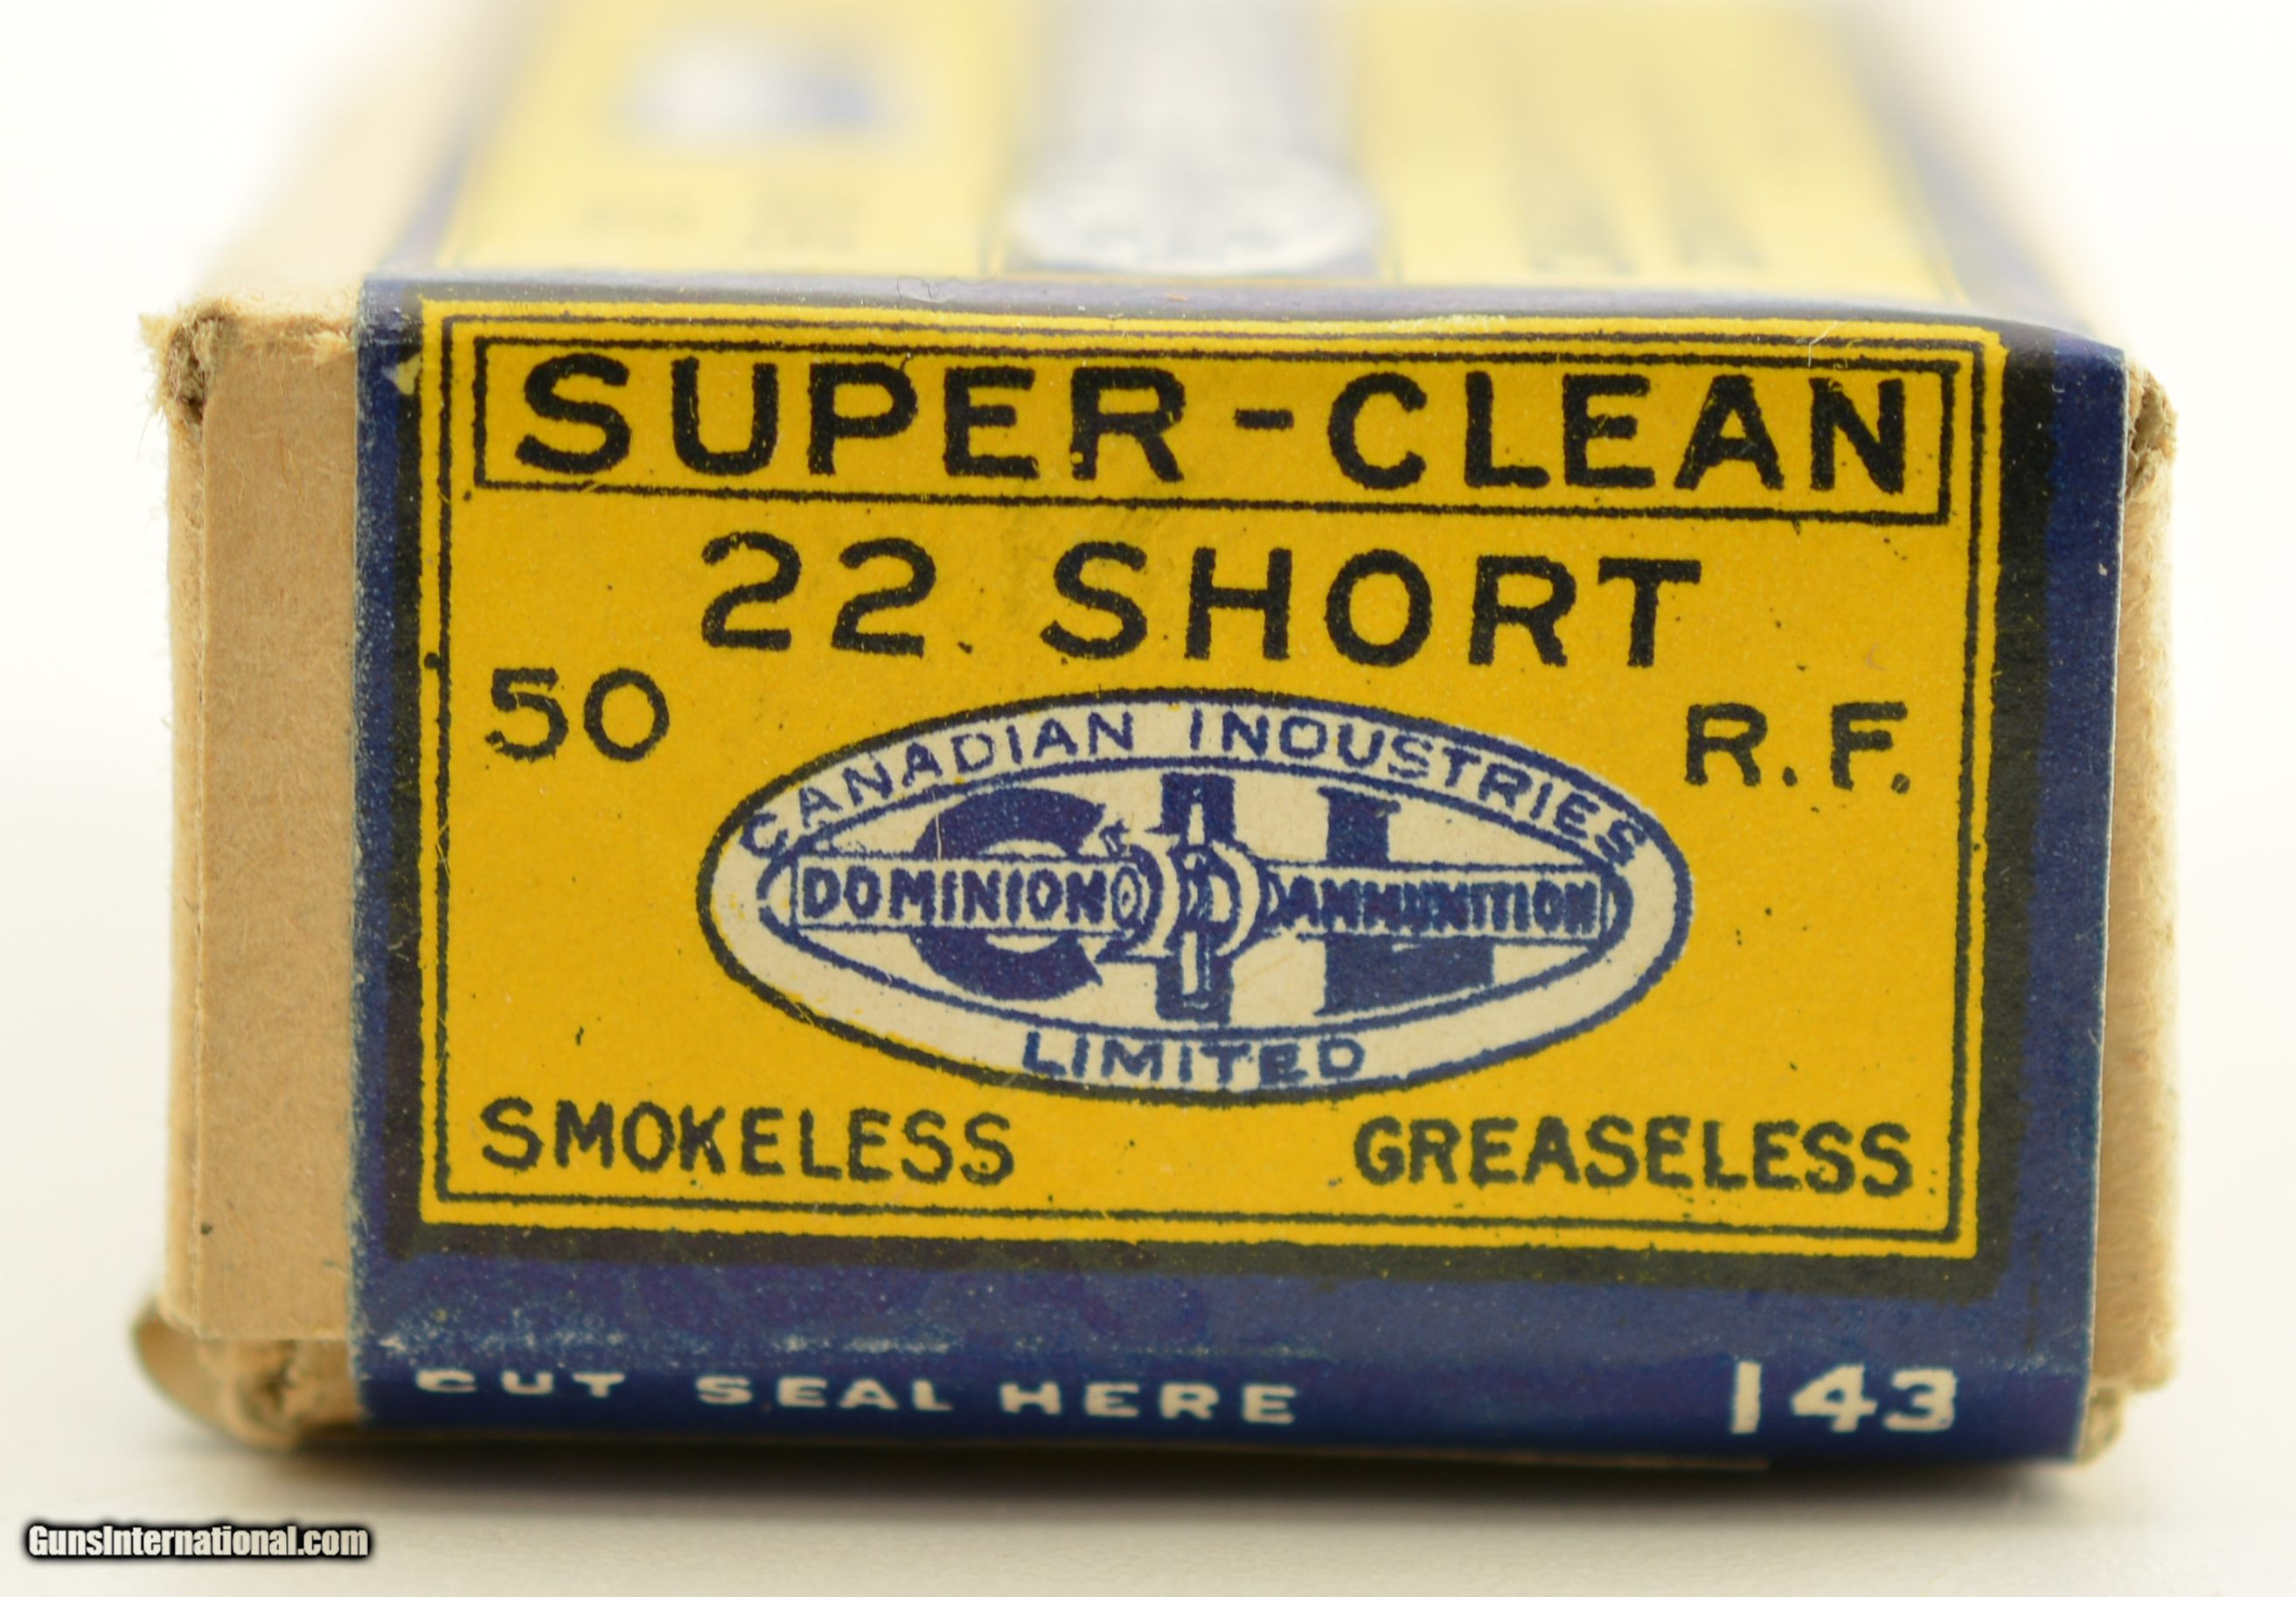 SUPER-CLEAN
22 SHORT
50
R.F.
CANADIAN INDUSTRIES
C I L
DOMINION AMMUNITION
LIMITED
SMOKELESS GREASELESS
CUT SEAL HERE 143
GunsInternational.com